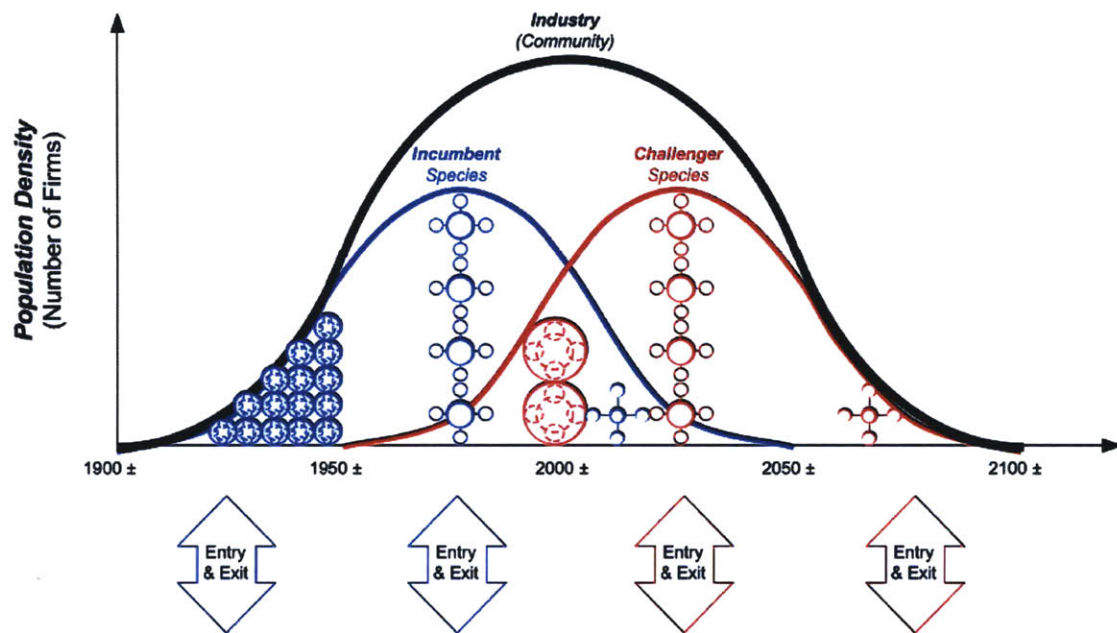 Industry
(Community)
Incumbent
Species
Challenger
Species
Population Density
(Number of Firms)
1900 ±
1950 ±
2000 ±
2050 ±
2100 ±
Entry
& Exit
Entry
& Exit
Entry
& Exit
Entry
& Exit